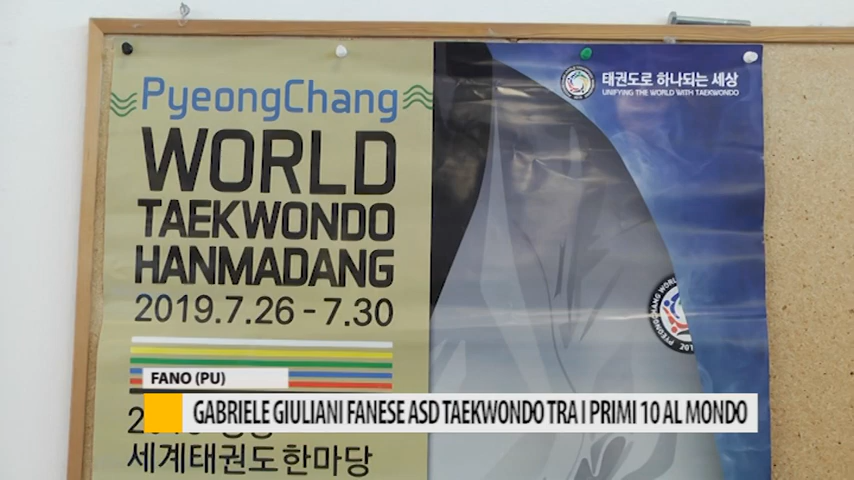 PyeongChang
WORLD
TAEKWONDO
HANMADANG
2019.7.26 - 7.30
세계태권도한마당
태권도로 하나되는 세상
UNIFYING THE WORLD WITH TAEKWONDO
FANO (PU)
GABRIELE GIULIANI FANESE ASD TAEKWONDO TRA I PRIMI 10 AL MONDO